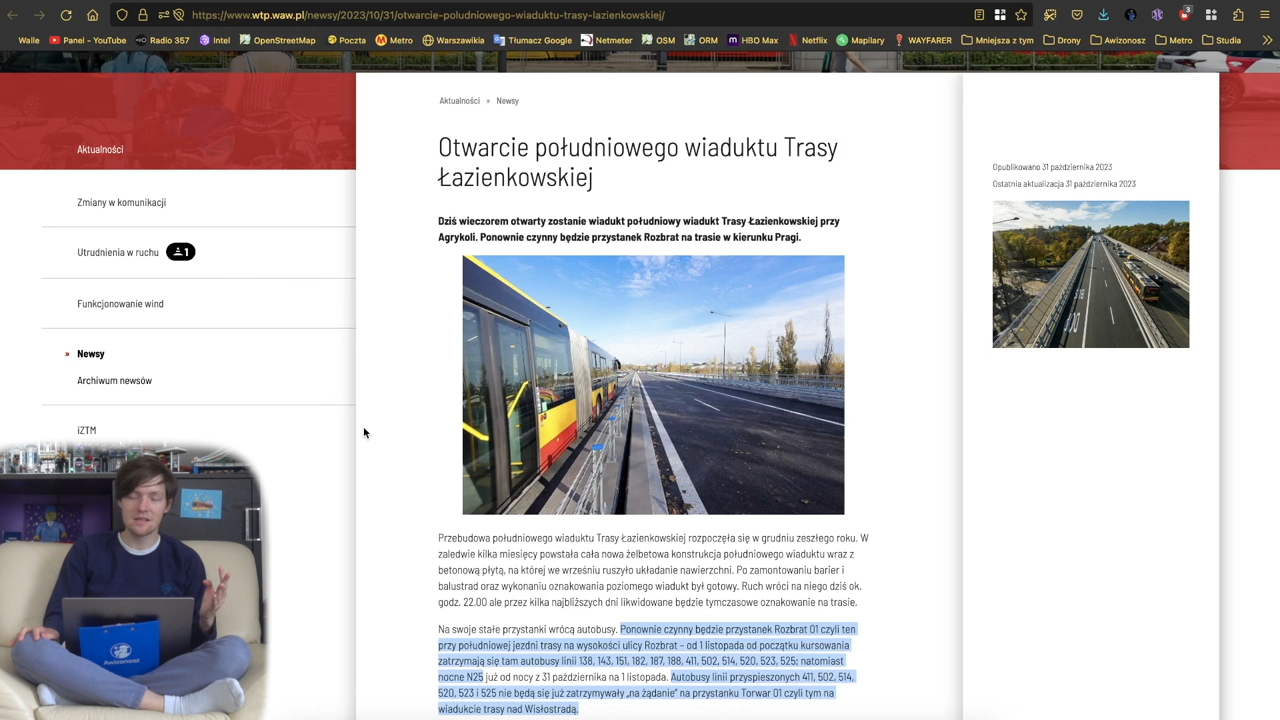 https://www.wtp.waw.pl/newsy/2023/10/31/otwarcie-poludniowego-wiaduktu-trasy-lazienkowskiej/
3
Walle Panel - YouTube Radio 357 Intel OpenStreetMap Poczta Metro Warszawikia Tłumacz Google Netmeter OSM ORM HBO Max Netflix Mapilary WAYFARER Mniejsza z tym Drony Awizonosz Metro Studia
Aktualności » Newsy
Otwarcie południowego wiaduktu Trasy
Łazienkowskiej
Aktualności
Opublikowano 31 października 2023
Ostatnia aktualizacja 31 października 2023
Zmiany w komunikacji
Utrudnienia w ruchu 1
Funkcjonowanie wind
» Newsy
Archiwum newsów
iZTM
Dziś wieczorem otwarty zostanie wiadukt południowy wiadukt Trasy Łazienkowskiej przy
Agrykoli. Ponownie czynny będzie przystanek Rozbrat na trasie w kierunku Pragi.
Przebudowa południowego wiaduktu Trasy Łazienkowskiej rozpoczęła się w grudniu zeszłego roku. W
zaledwie kilka miesięcy powstała cała nowa żelbetowa konstrukcja południowego wiaduktu wraz z
betonową płytą, na której we wrześniu ruszyło układanie nawierzchni. Po zamontowaniu barier i
balustrad oraz wykonaniu oznakowania poziomego wiadukt był gotowy. Ruch wróci na niego dziś ok.
godz. 22.00 ale przez kilka najbliższych dni likwidowane będzie tymczasowe oznakowanie na trasie.
Na swoje stałe przystanki wrócą autobusy. Ponownie czynny będzie przystanek Rozbrat 01 czyli ten
przy południowej jezdni trasy na wysokości ulicy Rozbrat – od 1 listopada od początku kursowania
zatrzymają się tam autobusy linii 138, 143, 151, 182, 187, 188, 411, 502, 514, 520, 523, 525; natomiast
nocne N25 już od nocy z 31 października na 1 listopada. Autobusy linii przyspieszonych 411, 502, 514,
520, 523 i 525 nie będą się już zatrzymywały „na żądanie” na przystanku Torwar 01 czyli tym na
wiadukcie trasy nad Wisłostradą.
Awizonosz